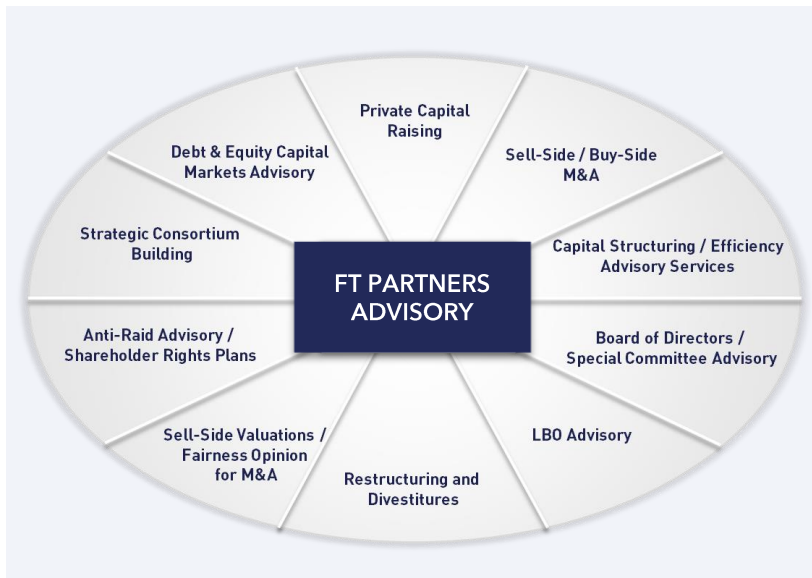 Private Capital
Raising
Sell-Side / Buy-Side
M&A
Capital Structuring / Efficiency
Advisory Services
Board of Directors /
Special Committee Advisory
LBO Advisory
Restructuring and
Divestitures
Sell-Side Valuations /
Fairness Opinion
for M&A
Anti-Raid Advisory /
Shareholder Rights Plans
Strategic Consortium
Building
Debt & Equity Capital
Markets Advisory
FT PARTNERS
ADVISORY